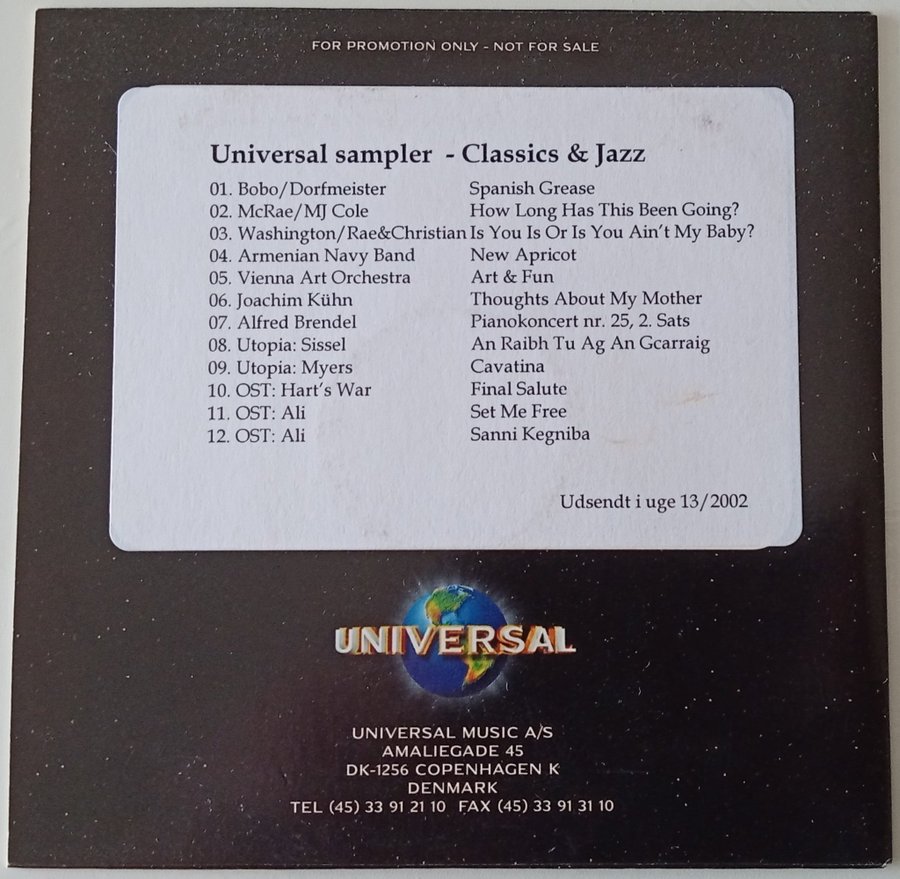 FOR PROMOTION ONLY - NOT FOR SALE
Universal sampler - Classics & Jazz
01. Bobo/Dorfmeister Spanish Grease
02. McRae/MJ Cole How Long Has This Been Going?
03. Washington/Rae&Christian Is You Is Or Is You Ain't My Baby?
04. Armenian Navy Band New Apricot
05. Vienna Art Orchestra Art & Fun
06. Joachim Kühn Thoughts About My Mother
07. Alfred Brendel Pianokoncert nr. 25, 2. Sats
08. Utopia: Sissel An Raibh Tu Ag An Gcarraig
09. Utopia: Myers Cavatina
10. OST: Hart's War Final Salute
11. OST: Ali Set Me Free
12. OST: Ali Sanni Kegniba
Udsendt i uge 13/2002
UNIVERSAL
UNIVERSAL MUSIC A/S
AMALIEGADE 45
DK-1256 COPENHAGEN K
DENMARK
TEL (45) 33 91 21 10 FAX (45) 33 91 31 10